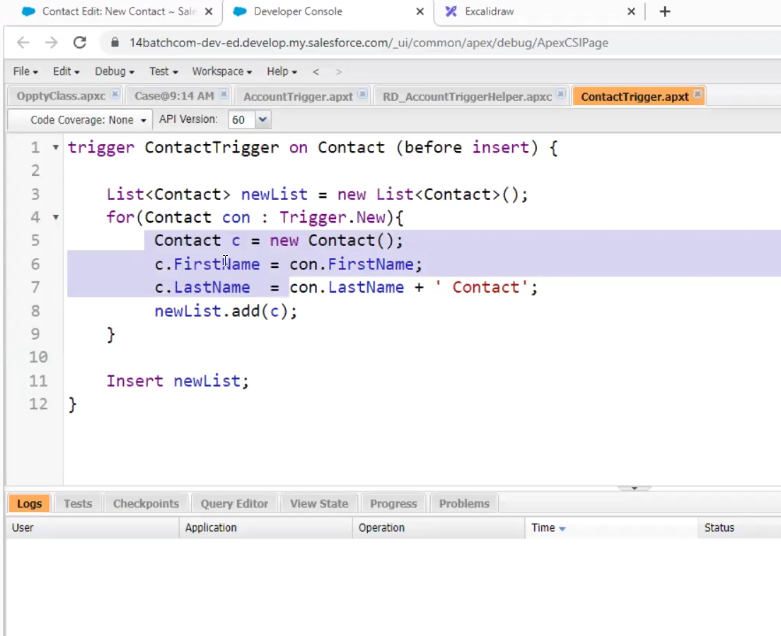 Contact Edit: New Contact ~ Sale
Developer Console
Excalidraw
14batchcom-dev-ed.develop.my.salesforce.com/_ui/common/apex/debug/ApexCSIPage
File Edit Debug Test Workspace Help < >
OpptyClass.apxc Case@9:14 AM AccountTrigger.apxt RD_AccountTriggerHelper.apxc ContactTrigger.apxt
Code Coverage: None API Version: 60
1 trigger ContactTrigger on Contact (before insert) {
2
3 List<Contact> newList = new List<Contact>();
4 for(Contact con : Trigger.New){
5 Contact c = new Contact();
6 c.FirstName = con.FirstName;
7 c.LastName = con.LastName + ' Contact';
8 newList.add(c);
9 }
10
11 Insert newList;
12 }
Logs Tests Checkpoints Query Editor View State Progress Problems
User Application Operation Time Status